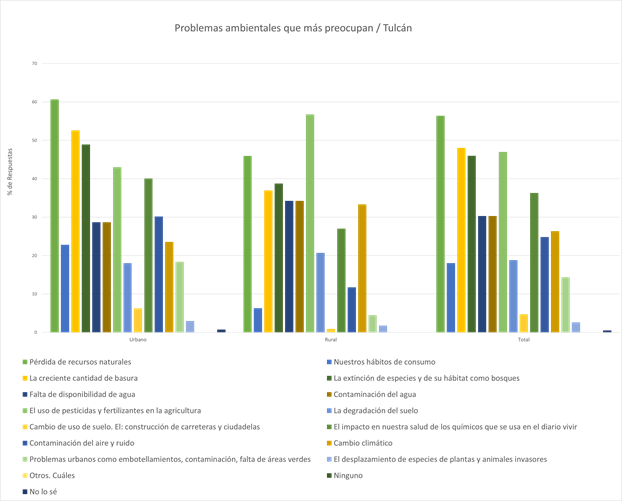 Problemas ambientales que más preocupan / Tulcán
% de Respuestas
70
60
50
40
30
20
10
0
Urbano Rural Total
Pérdida de recursos naturales Nuestros hábitos de consumo
La creciente cantidad de basura La extinción de especies y de su hábitat como bosques
Falta de disponibilidad de agua Contaminación del agua
El uso de pesticidas y fertilizantes en la agricultura La degradación del suelo
Cambio de uso de suelo. El: construcción de carreteras y ciudadelas El impacto en nuestra salud de los químicos que se usa en el diario vivir
Contaminación del aire y ruido Cambio climático
Problemas urbanos como embotellamientos, contaminación, falta de áreas verdes El desplazamiento de especies de plantas y animales invasores
Otros. Cuáles Ninguno
No lo sé